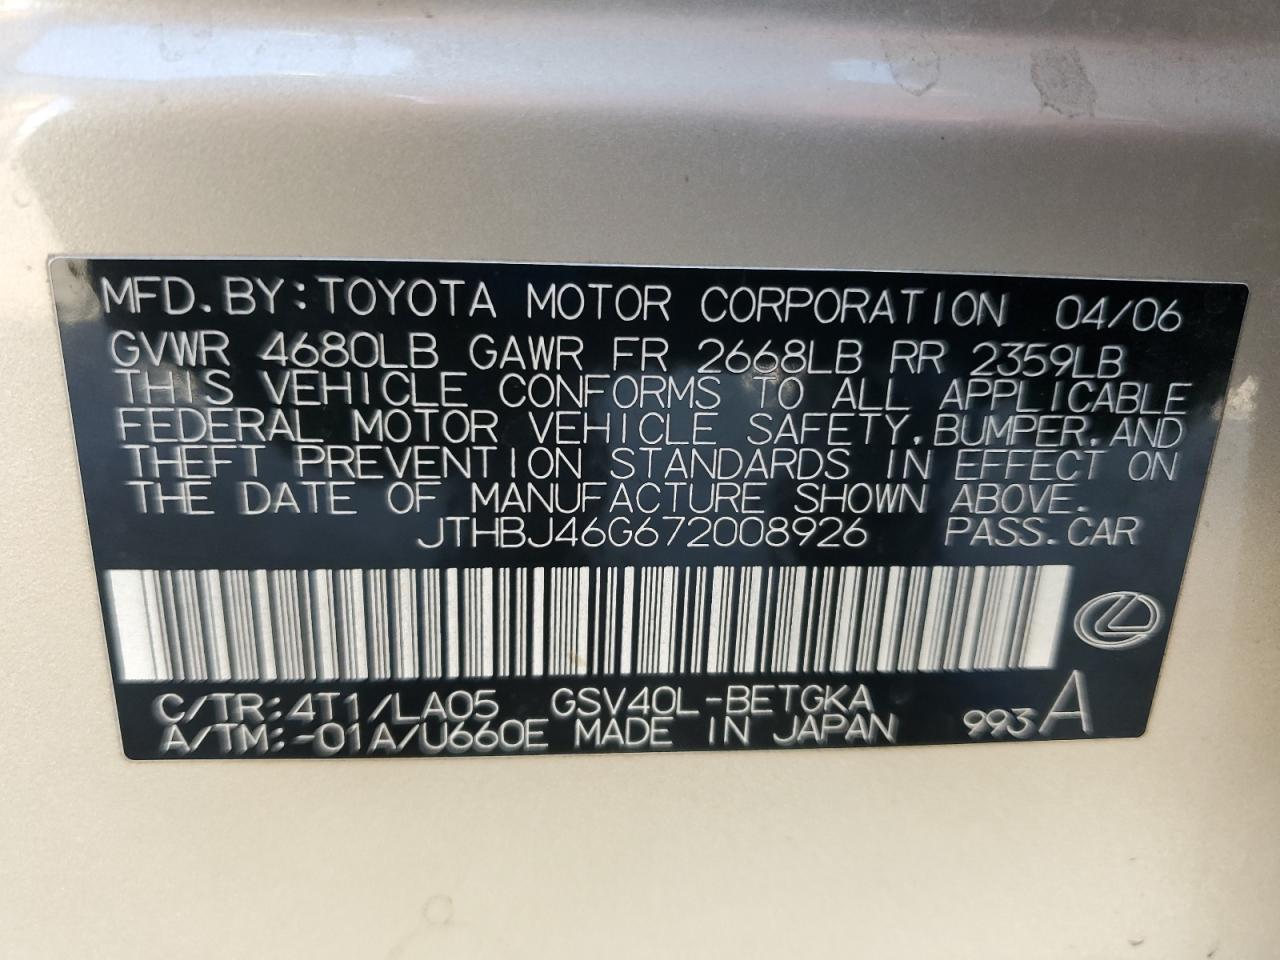 MFD.BY:TOYOTA MOTOR CORPORATION 04/06
GVWR 4680LB GAWR FR 2668LB RR 2359LB
THIS VEHICLE CONFORMS TO ALL APPLICABLE
FEDERAL MOTOR VEHICLE SAFETY,BUMPER,AND
THEFT PREVENTION STANDARDS IN EFFECT ON
THE DATE OF MANUFACTURE SHOWN ABOVE.
JTHBJ46G672008926 PASS.CAR
C/TR:4T1/LA05 GSV40L-BETGKA
A/TM:-01A/U660E MADE IN JAPAN 993A